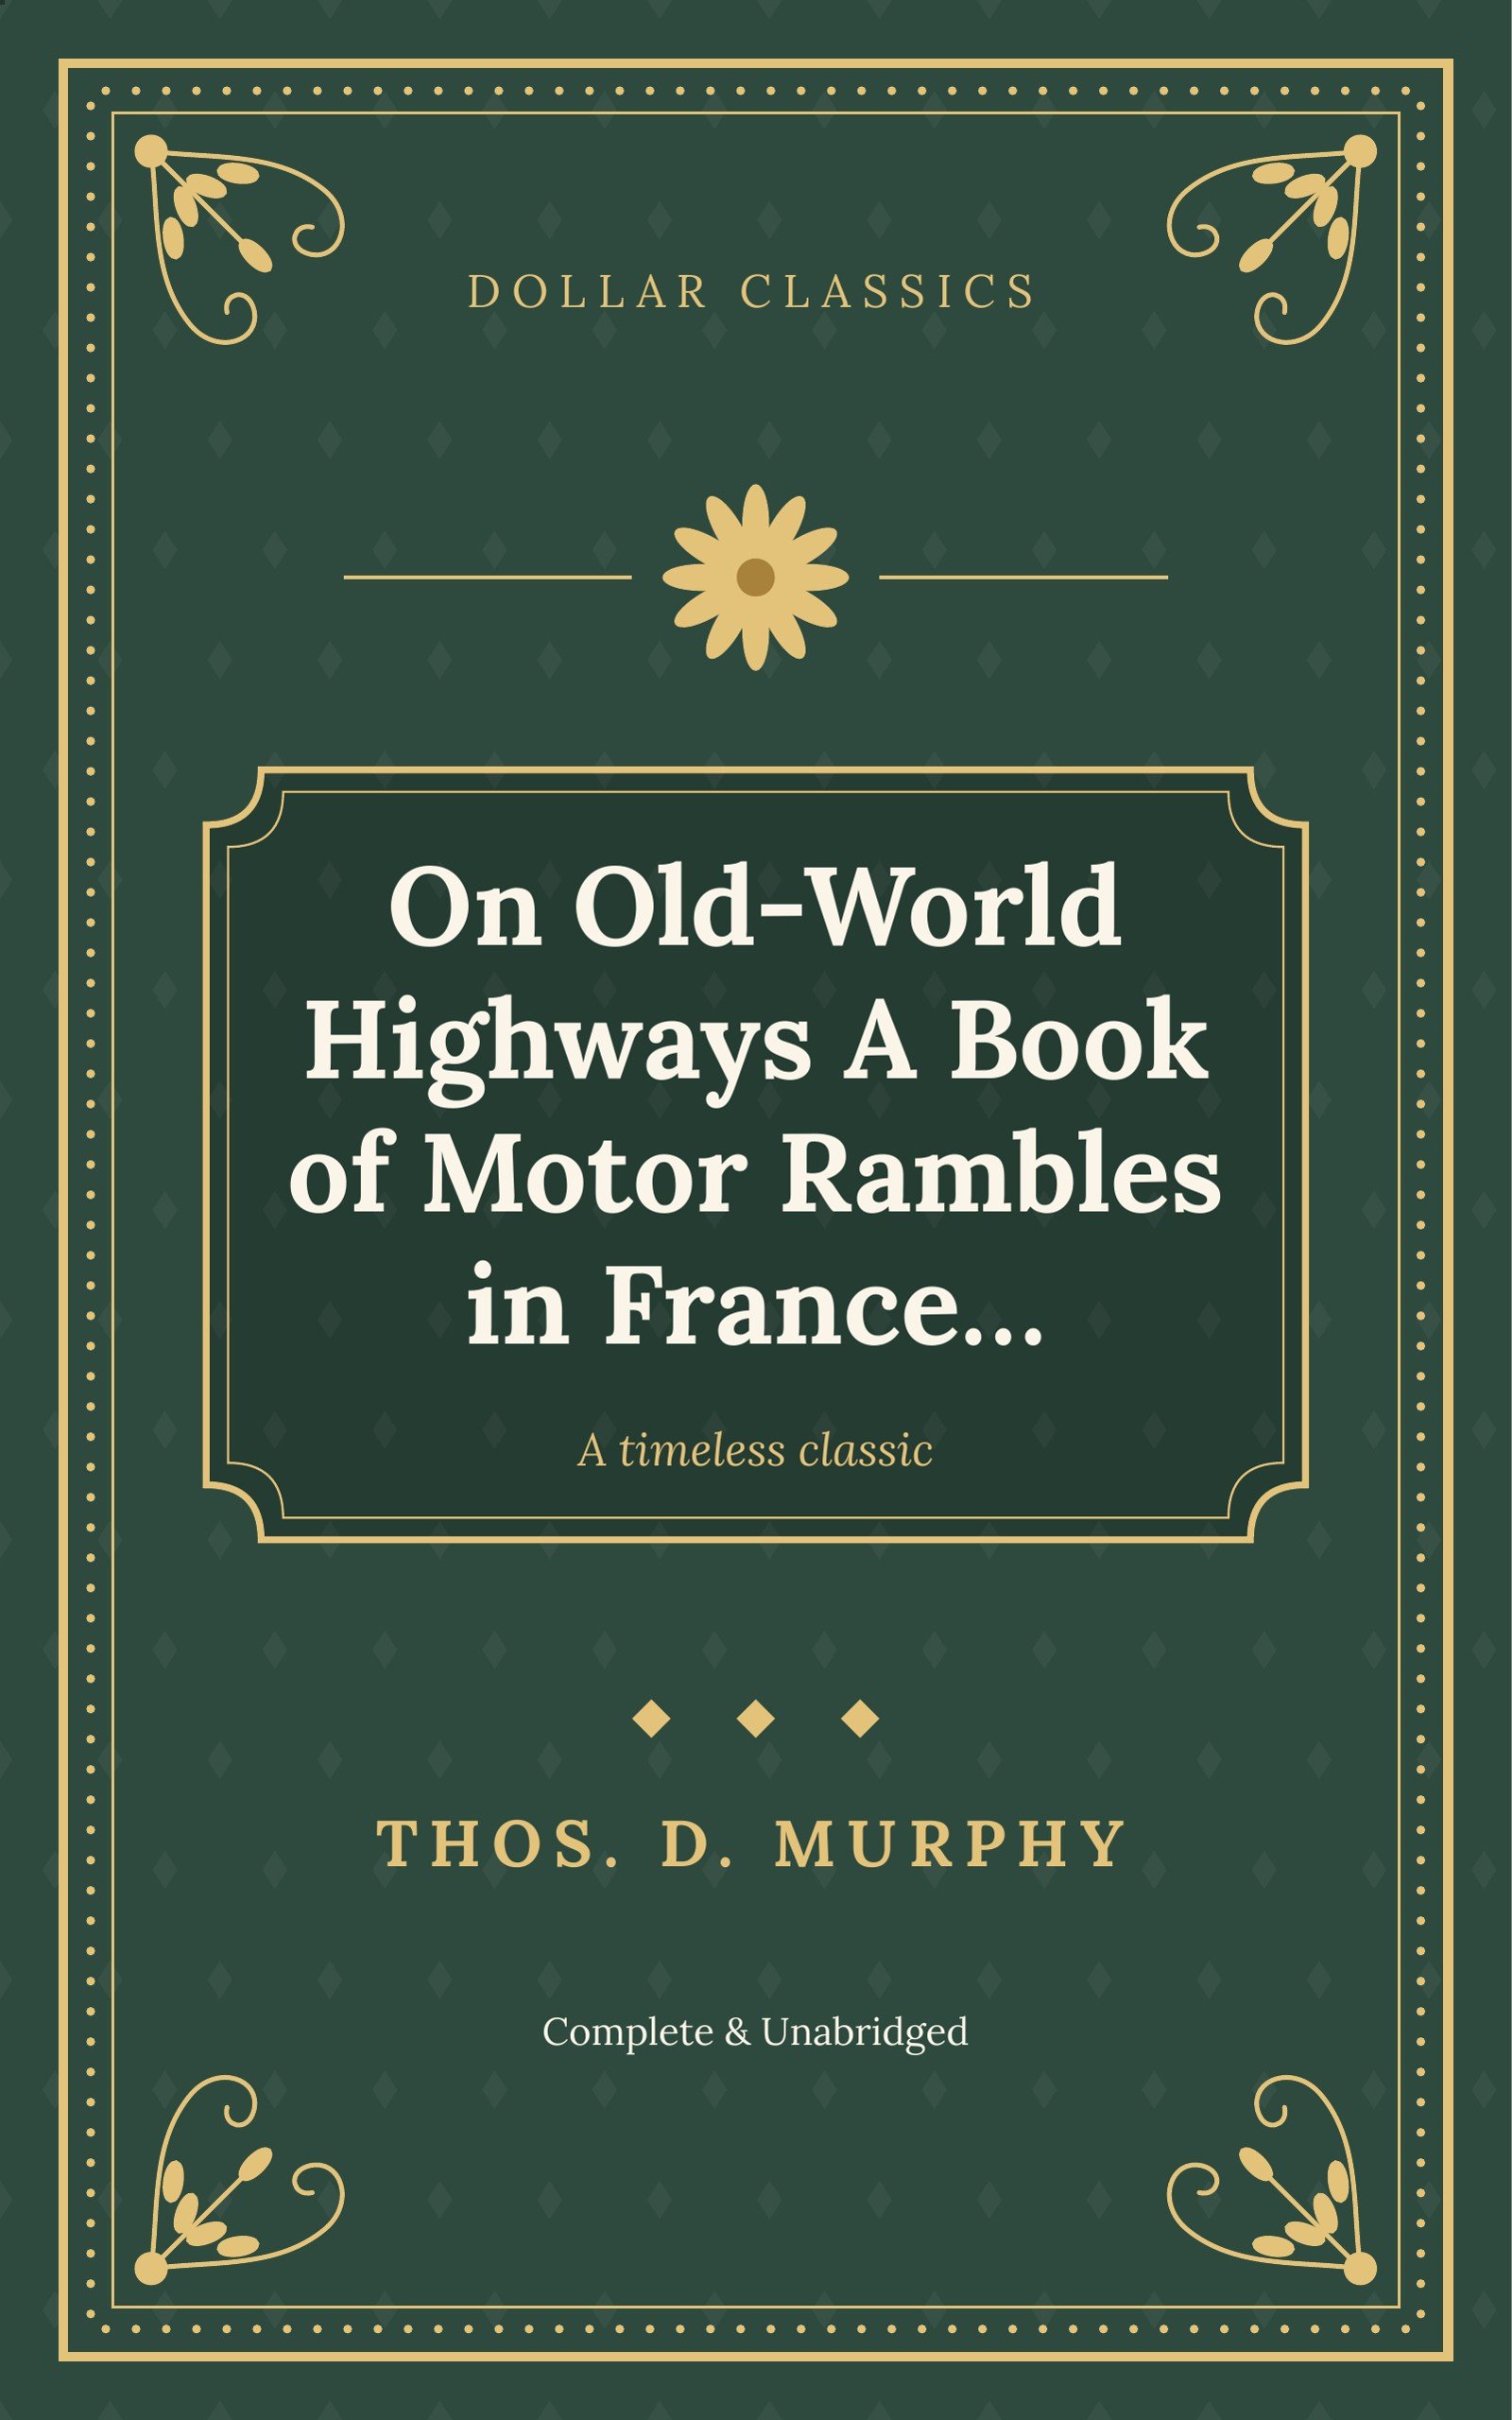 DOLLAR CLASSICS
On Old-World
Highways A Book
of Motor Rambles
in France...
A timeless classic
THOS. D. MURPHY
Complete & Unabridged